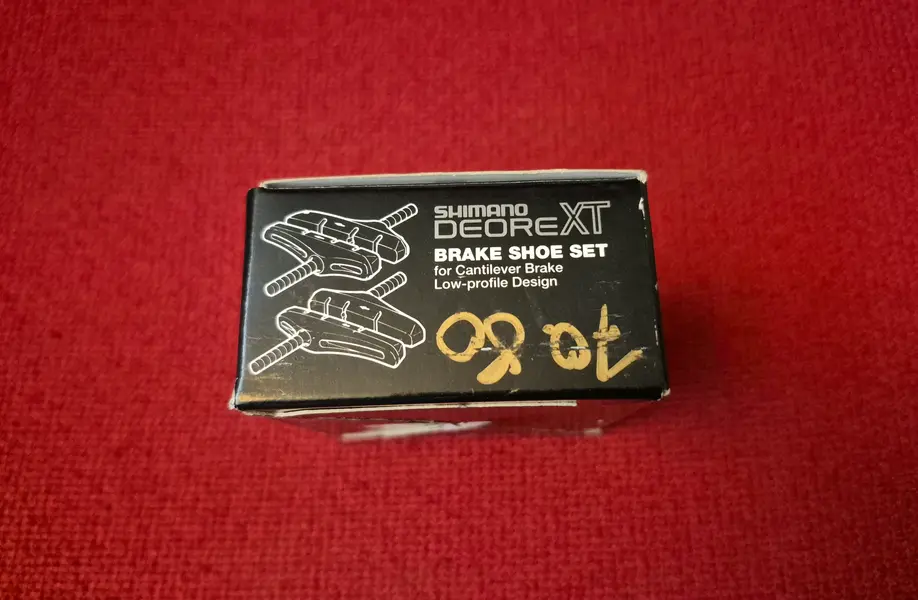 SHIMANO
DEORE XT
BRAKE SHOE SET
for Cantilever Brake
Low-profile Design